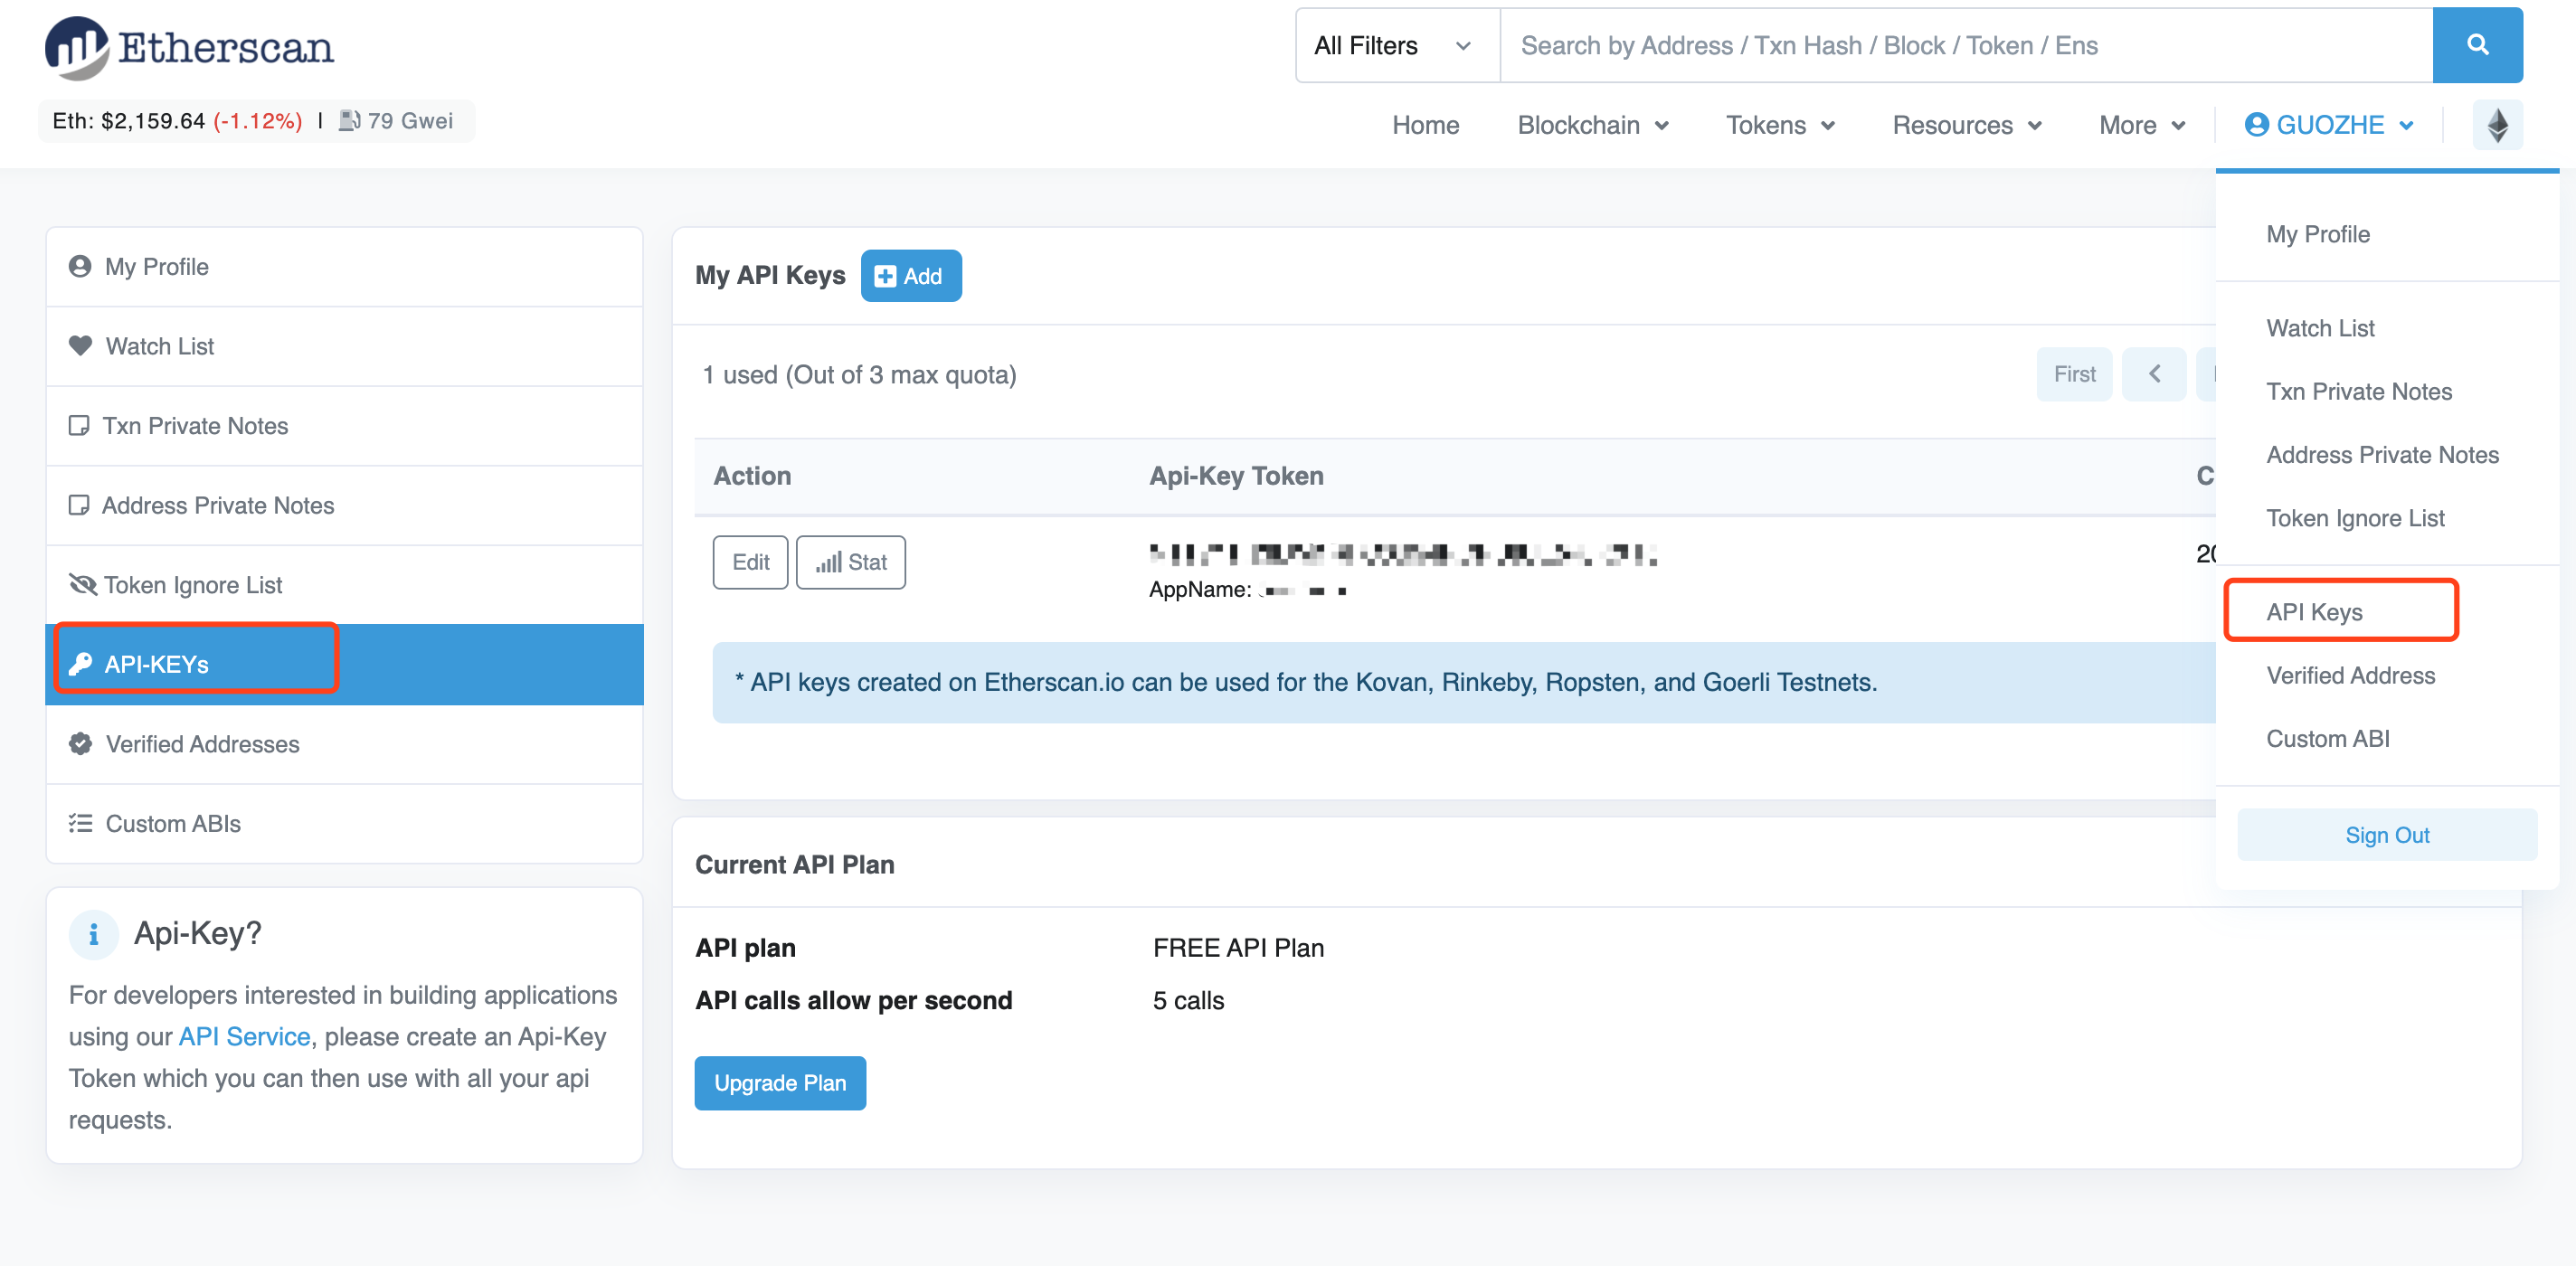 Etherscan
All Filters
Search by Address / Txn Hash / Block / Token / Ens
Eth: $2,159.64 (-1.12%) | 79 Gwei
Home
Blockchain
Tokens
Resources
More
GUOZHE
My Profile
Watch List
Txn Private Notes
Address Private Notes
Token Ignore List
API-KEYs
Verified Addresses
Custom ABIs
Api-Key?
For developers interested in building applications
using our API Service, please create an Api-Key
Token which you can then use with all your api
requests.
My API Keys
Add
1 used (Out of 3 max quota)
First
Action
Api-Key Token
Edit
Stat
AppName:
* API keys created on Etherscan.io can be used for the Kovan, Rinkeby, Ropsten, and Goerli Testnets.
Current API Plan
API plan
FREE API Plan
API calls allow per second
5 calls
Upgrade Plan
My Profile
Watch List
Txn Private Notes
Address Private Notes
Token Ignore List
API Keys
Verified Address
Custom ABI
Sign Out